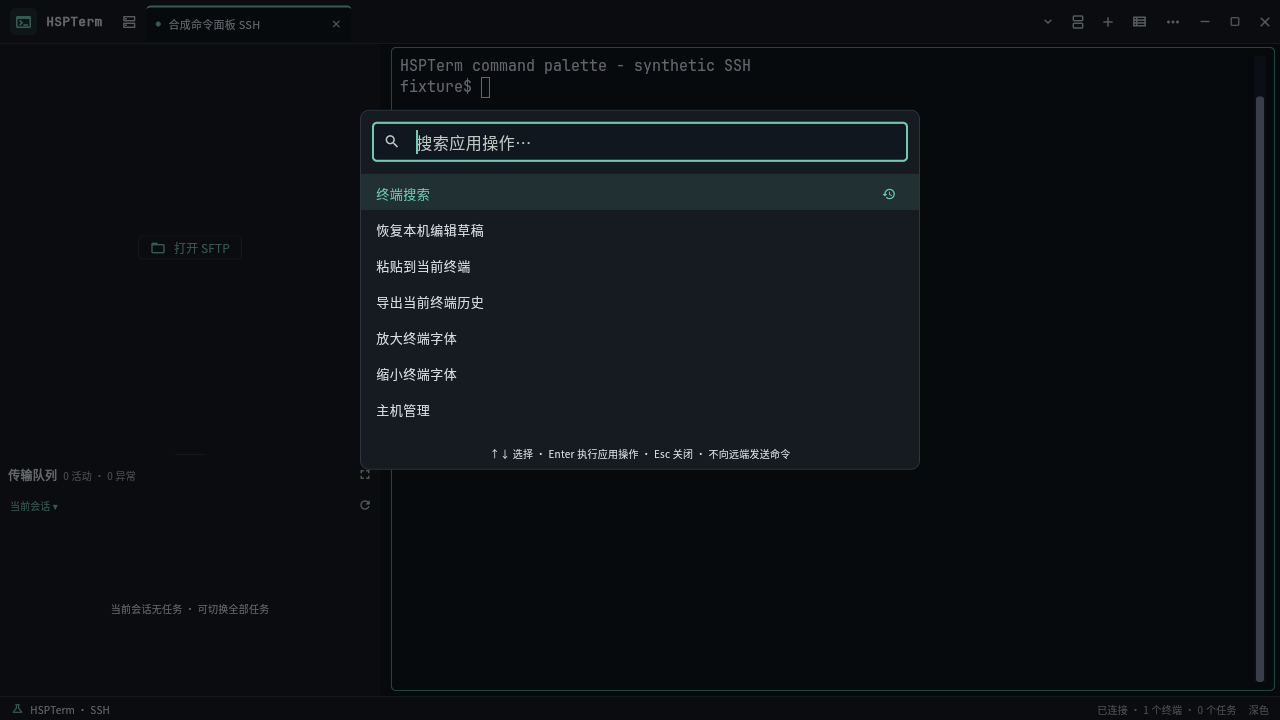 HSPTerm
合成命令面板 SSH
HSPTerm command palette - synthetic SSH
fixture$
搜索应用操作…
终端搜索
恢复本机编辑草稿
粘贴到当前终端
导出当前终端历史
放大终端字体
缩小终端字体
主机管理
↑↓ 选择 · Enter 执行应用操作 · Esc 关闭 · 不向远端发送命令
打开 SFTP
传输队列 0 活动 · 0 异常
当前会话 ▾
当前会话无任务 · 可切换全部任务
HSPTerm · SSH
已连接 · 1 个终端 · 0 个任务 深色